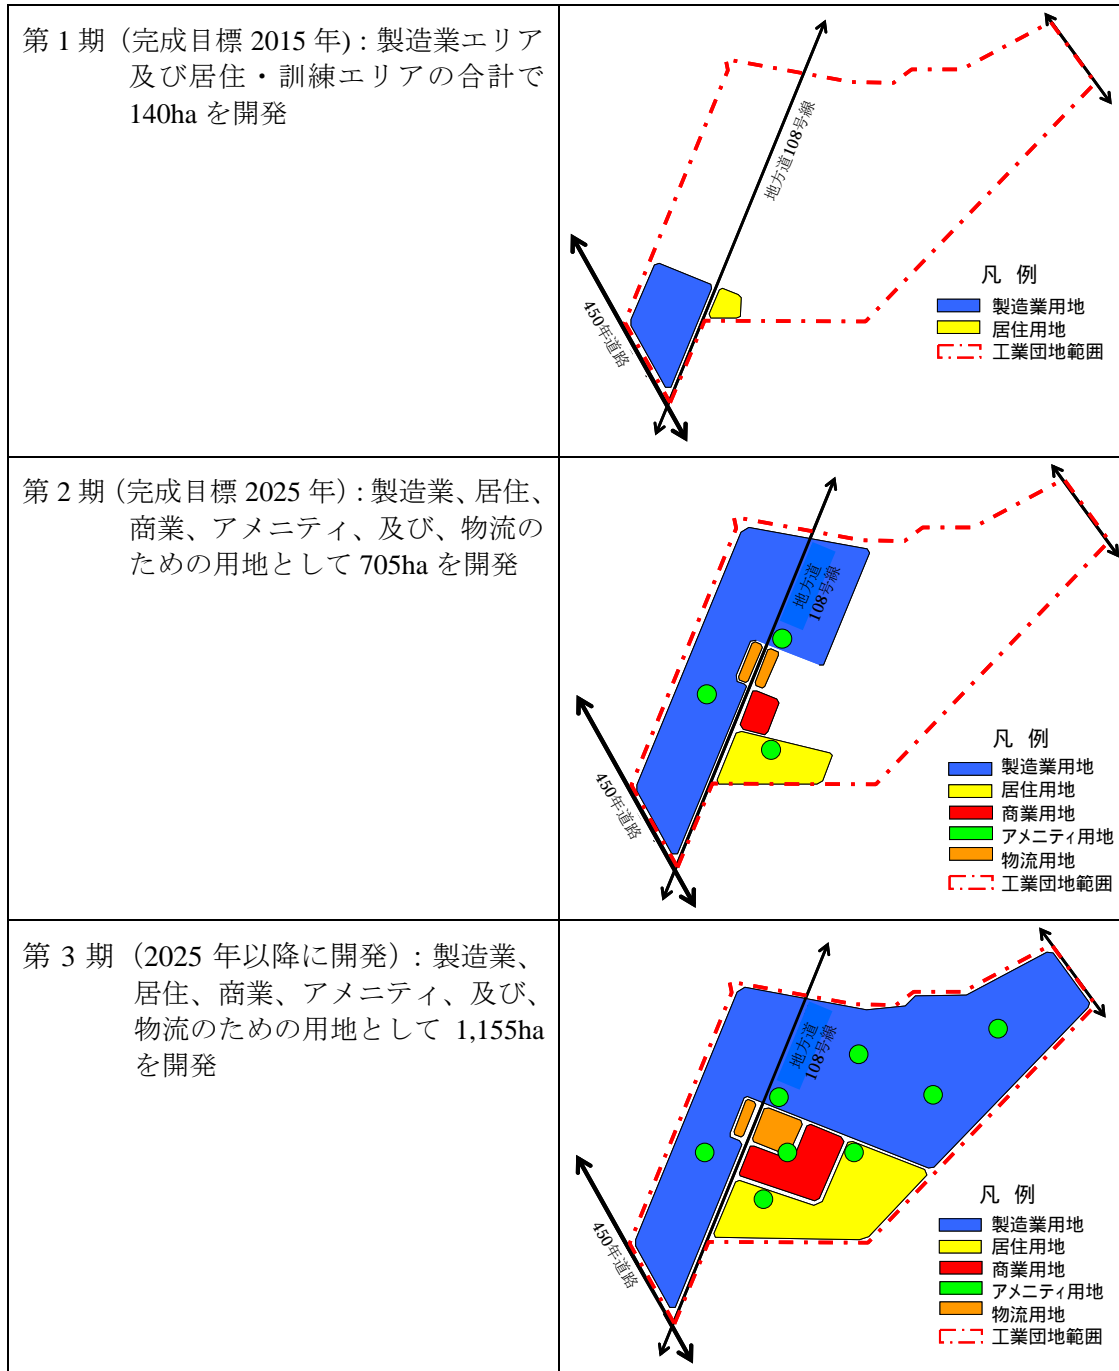 第1期（完成目標 2015 年)：製造業エリア
及び居住・訓練エリアの合計で
140ha を開発
地方道108号線
450年道路
凡 例
製造業用地
居住用地
工業団地範囲
第2期（完成目標 2025 年）：製造業、居住、
商業、アメニティ、及び、物流の
ための用地として 705ha を開発
地方道
108号線
450年道路
凡 例
製造業用地
居住用地
商業用地
アメニティ用地
物流用地
工業団地範囲
第 3 期（2025 年以降に開発）：製造業、
居住、商業、アメニティ、及び、
物流のための用地として 1,155ha
を開発
地方道
108号線
450年道路
凡 例
製造業用地
居住用地
商業用地
アメニティ用地
物流用地
工業団地範囲